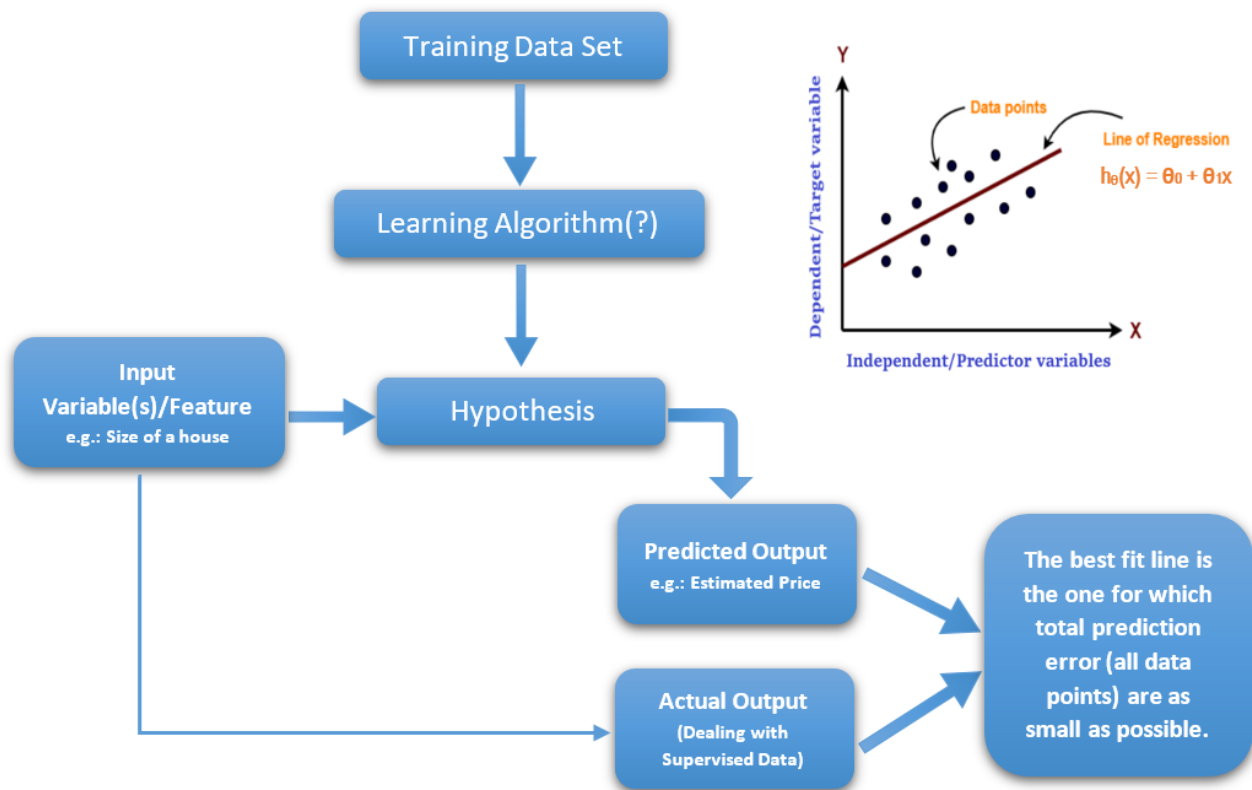 Training Data Set
Learning Algorithm(?)
Input
Variable(s)/Feature
e.g.: Size of a house
Hypothesis
Predicted Output
e.g.: Estimated Price
Actual Output
(Dealing with
Supervised Data)
The best fit line is
the one for which
total prediction
error (all data
points) are as
small as possible.
Y
Dependent/Target variable
Data points
Line of Regression
hθ(x) = θ0 + θ1x
X
Independent/Predictor variables